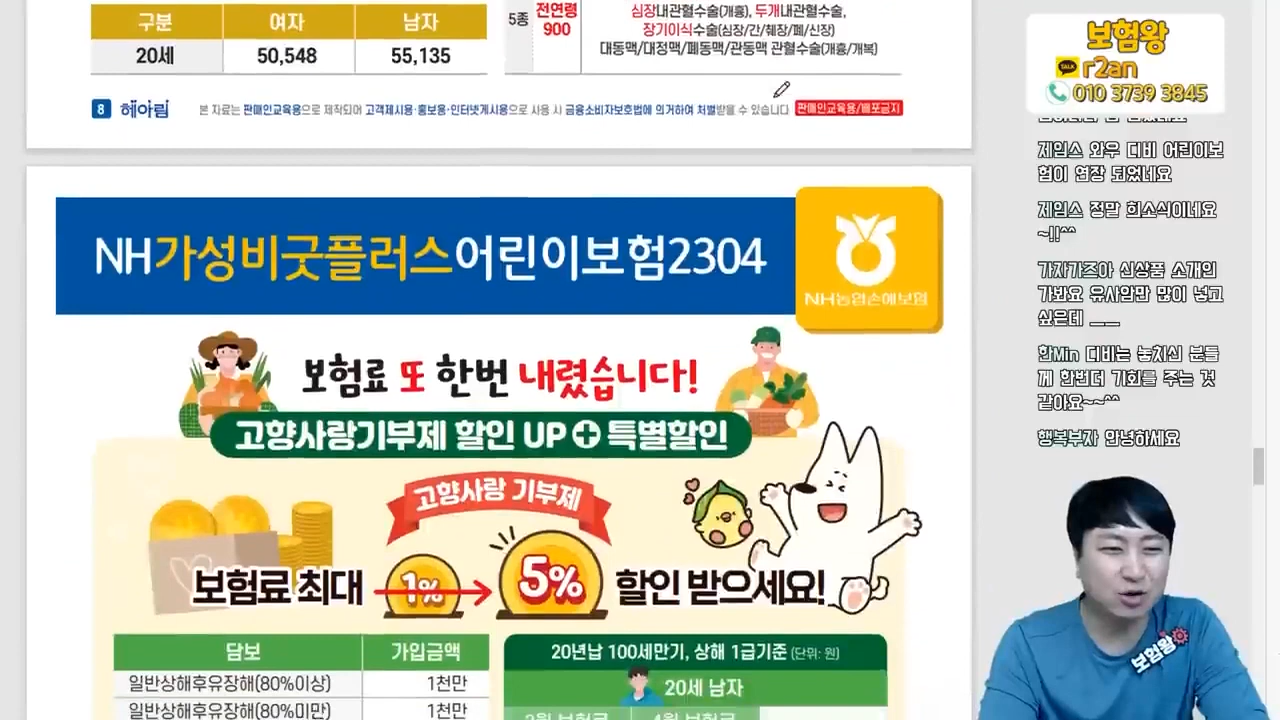 구분 여자 남자
20세 50,548 55,135
5종 전연령 900
심장내관혈수술(개흉), 두개내관혈수술,
장기이식수술(심장/간/췌장/폐/신장)
대동맥/대정맥/폐동맥/관동맥 관혈수술(개흉/개복)
8 헤아림 본 자료는 판매인교육용으로 제작되어 고객제시용·홍보용·인터넷게시용으로 사용 시 금융소비자보호법에 의거하여 처벌받을 수 있습니다. 판매인교육용/배포금지
NH가성비굿플러스어린이보험2304
NH농협손해보험
보험료 또 한번 내렸습니다!
고향사랑기부제 할인 UP + 특별할인
고향사랑 기부제
보험료 최대 1% 5% 할인 받으세요!
담보 가입금액
일반상해후유장해(80%이상) 1천만
일반상해후유장해(80%미만) 1천만
20년납 100세만기, 상해 1급기준 (단위: 원)
20세 남자
보험왕
TALK r2an
010 3739 3845
제임스 와우 디비 어린이보
험이 연장 되었네요
제임스 정말 희소식이네요
~!!^^
가자가즈아 신상품 소개인
가봐요 유사암만 많이 넣고
싶은데 ㅡㅡ
한Min 디비는 놓치신 분들
께 한번더 기회를 주는 것
같아요~~^^
행복부자 안녕하세요
보험왕